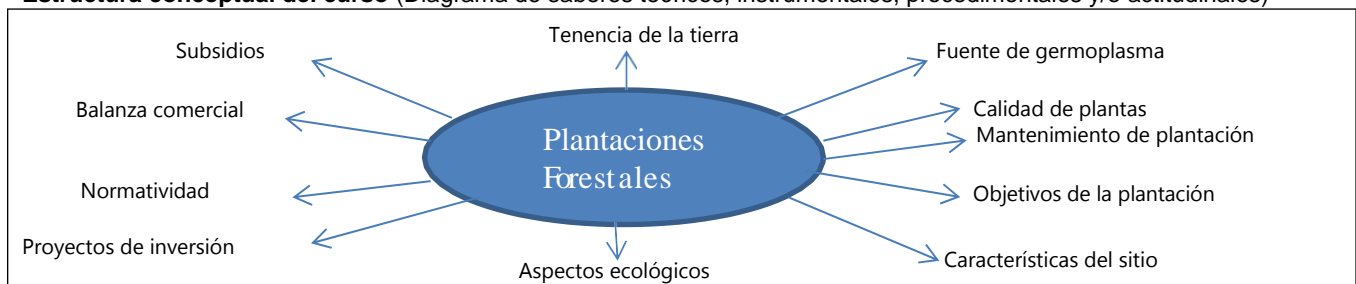 Estructura conceptual del curso (Diagrama de saberes teóricos, instrumentales, procedimentales y/o actitudinales)
Tenencia de la tierra
Subsidios
Fuente de germoplasma
Balanza comercial
Calidad de plantas
Mantenimiento de plantación
Plantaciones
Forestales
Normatividad
Objetivos de la plantación
Proyectos de inversión
Aspectos ecológicos
Características del sitio